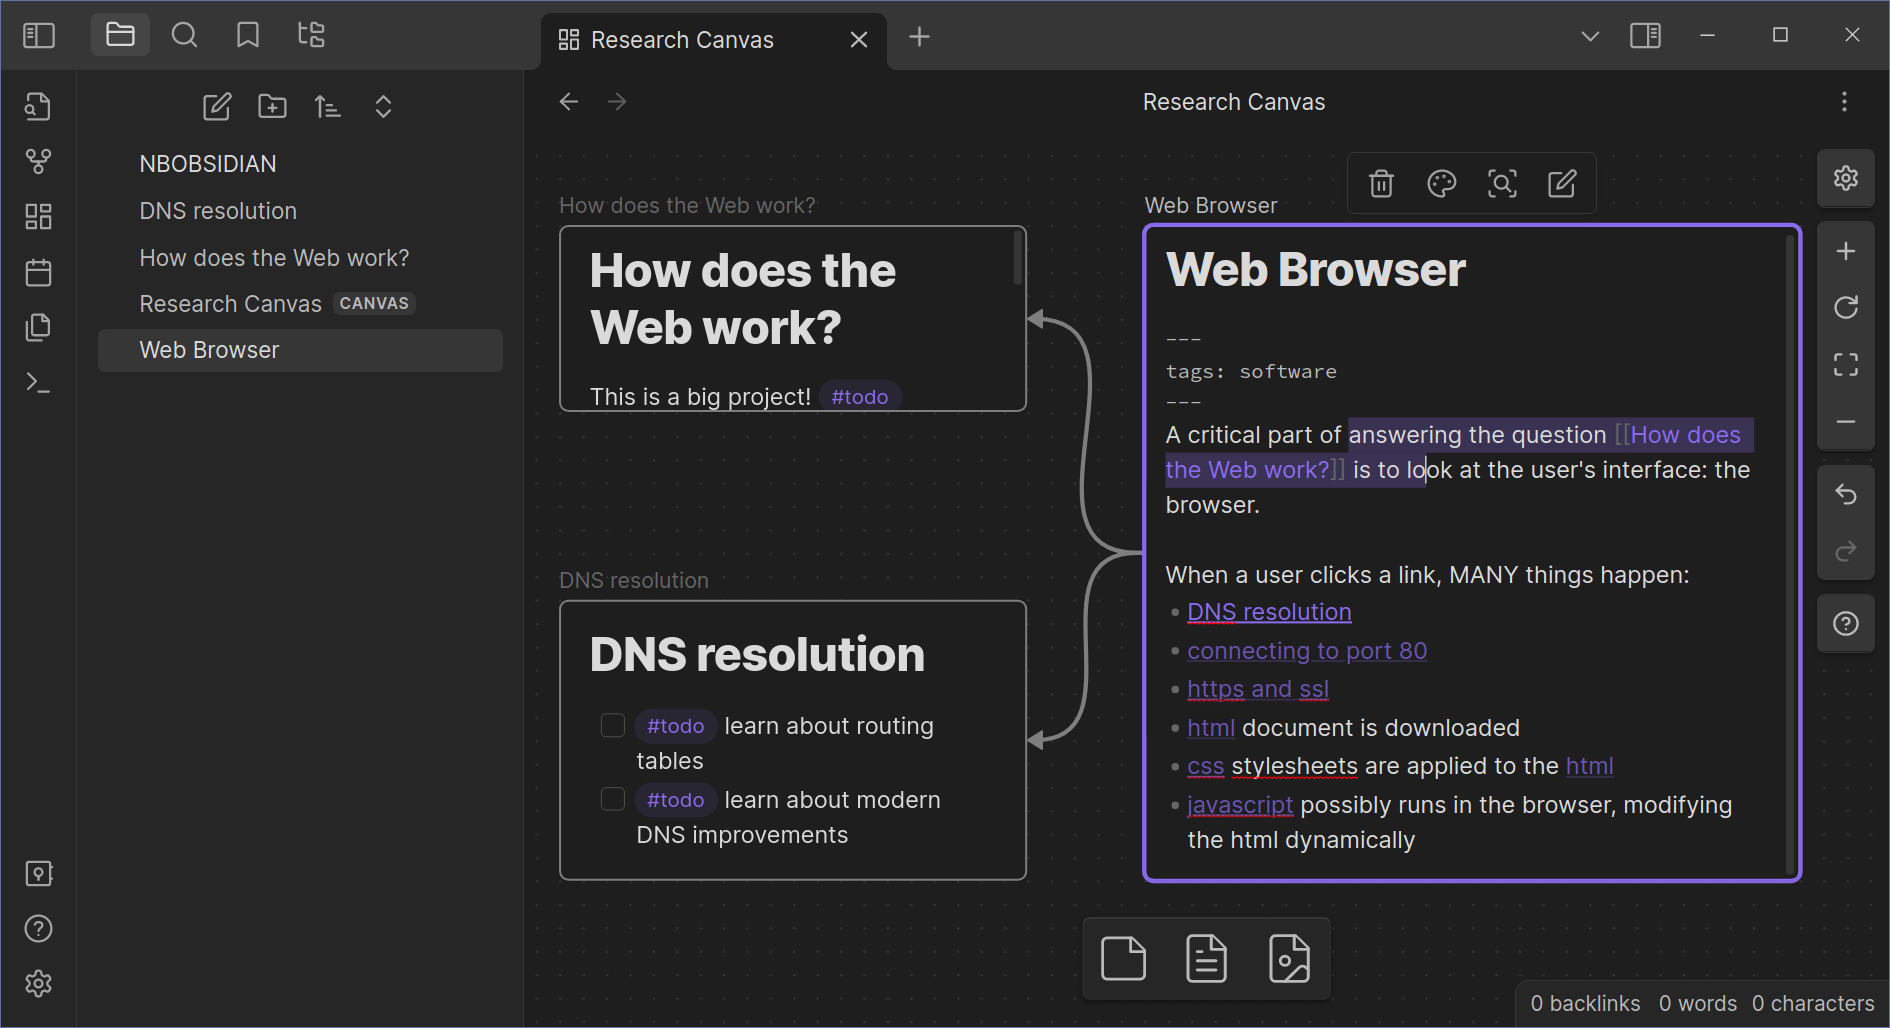 Research Canvas
NBOBSIDIAN
DNS resolution
How does the Web work?
Research Canvas CANVAS
Web Browser
Research Canvas
How does the Web work?
How does the
Web work?
This is a big project! #todo
DNS resolution
DNS resolution
#todo learn about routing
tables
#todo learn about modern
DNS improvements
Web Browser
Web Browser
---
tags: software
---
A critical part of answering the question [[How does
the Web work?]] is to look at the user's interface: the
browser.
When a user clicks a link, MANY things happen:
• DNS resolution
• connecting to port 80
• https and ssl
• html document is downloaded
• css stylesheets are applied to the html
• javascript possibly runs in the browser, modifying
the html dynamically
0 backlinks 0 words 0 characters